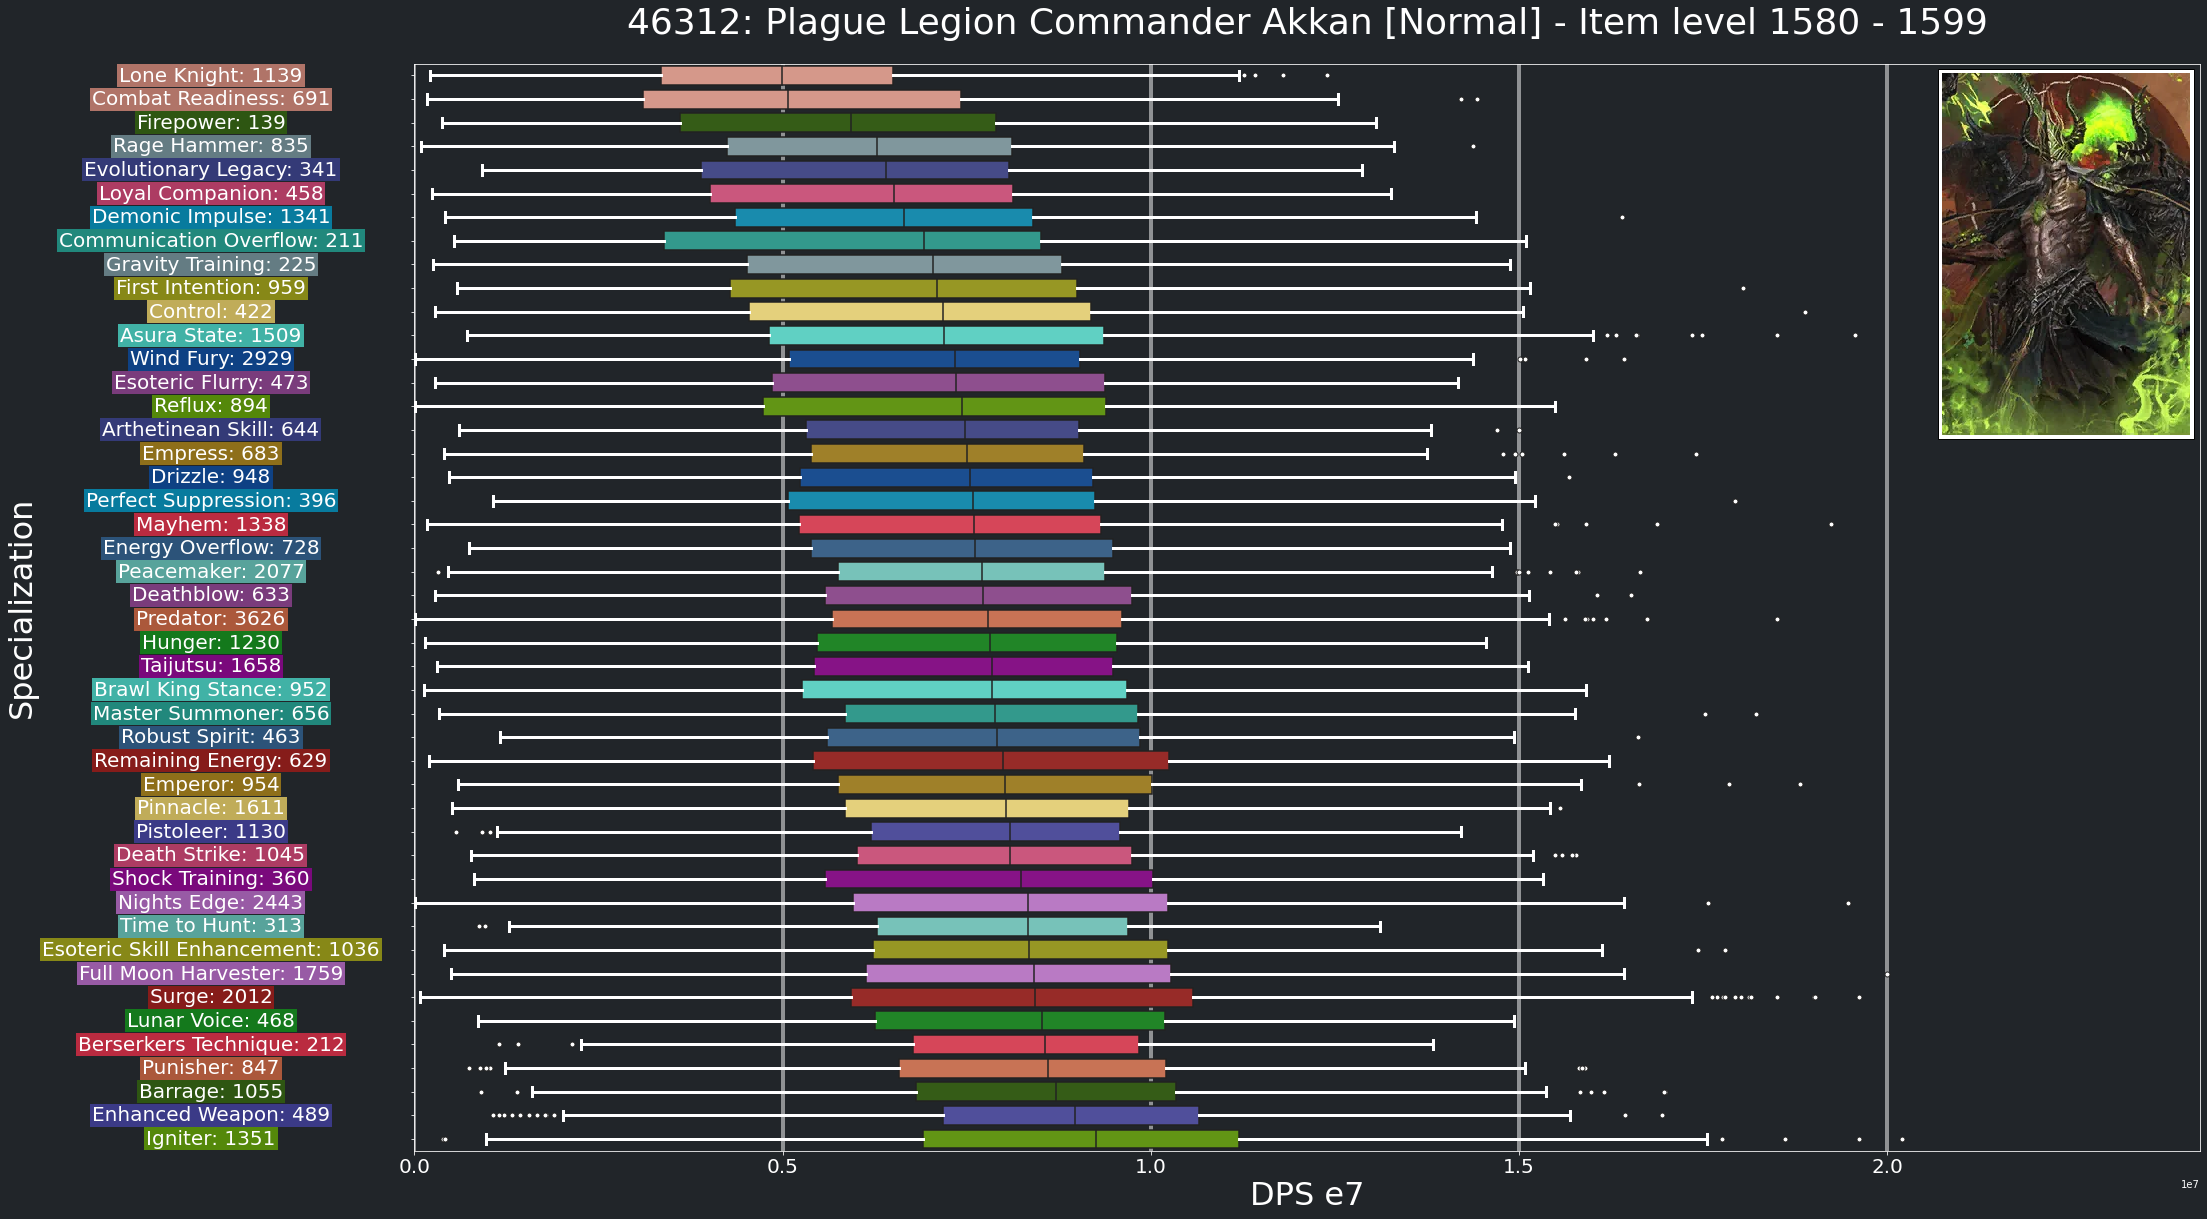 46312: Plague Legion Commander Akkan [Normal] - Item level 1580 - 1599
Lone Knight: 1139
Combat Readiness: 691
Firepower: 139
Rage Hammer: 835
Evolutionary Legacy: 341
Loyal Companion: 458
Demonic Impulse: 1341
Communication Overflow: 211
Gravity Training: 225
First Intention: 959
Control: 422
Asura State: 1509
Wind Fury: 2929
Esoteric Flurry: 473
Reflux: 894
Arthetinean Skill: 644
Empress: 683
Drizzle: 948
Perfect Suppression: 396
Mayhem: 1338
Energy Overflow: 728
Peacemaker: 2077
Deathblow: 633
Predator: 3626
Hunger: 1230
Taijutsu: 1658
Brawl King Stance: 952
Master Summoner: 656
Robust Spirit: 463
Remaining Energy: 629
Emperor: 954
Pinnacle: 1611
Pistoleer: 1130
Death Strike: 1045
Shock Training: 360
Nights Edge: 2443
Time to Hunt: 313
Esoteric Skill Enhancement: 1036
Full Moon Harvester: 1759
Surge: 2012
Lunar Voice: 468
Berserkers Technique: 212
Punisher: 847
Barrage: 1055
Enhanced Weapon: 489
Igniter: 1351
Specialization
0.0 0.5 1.0 1.5 2.0
1e7
DPS e7